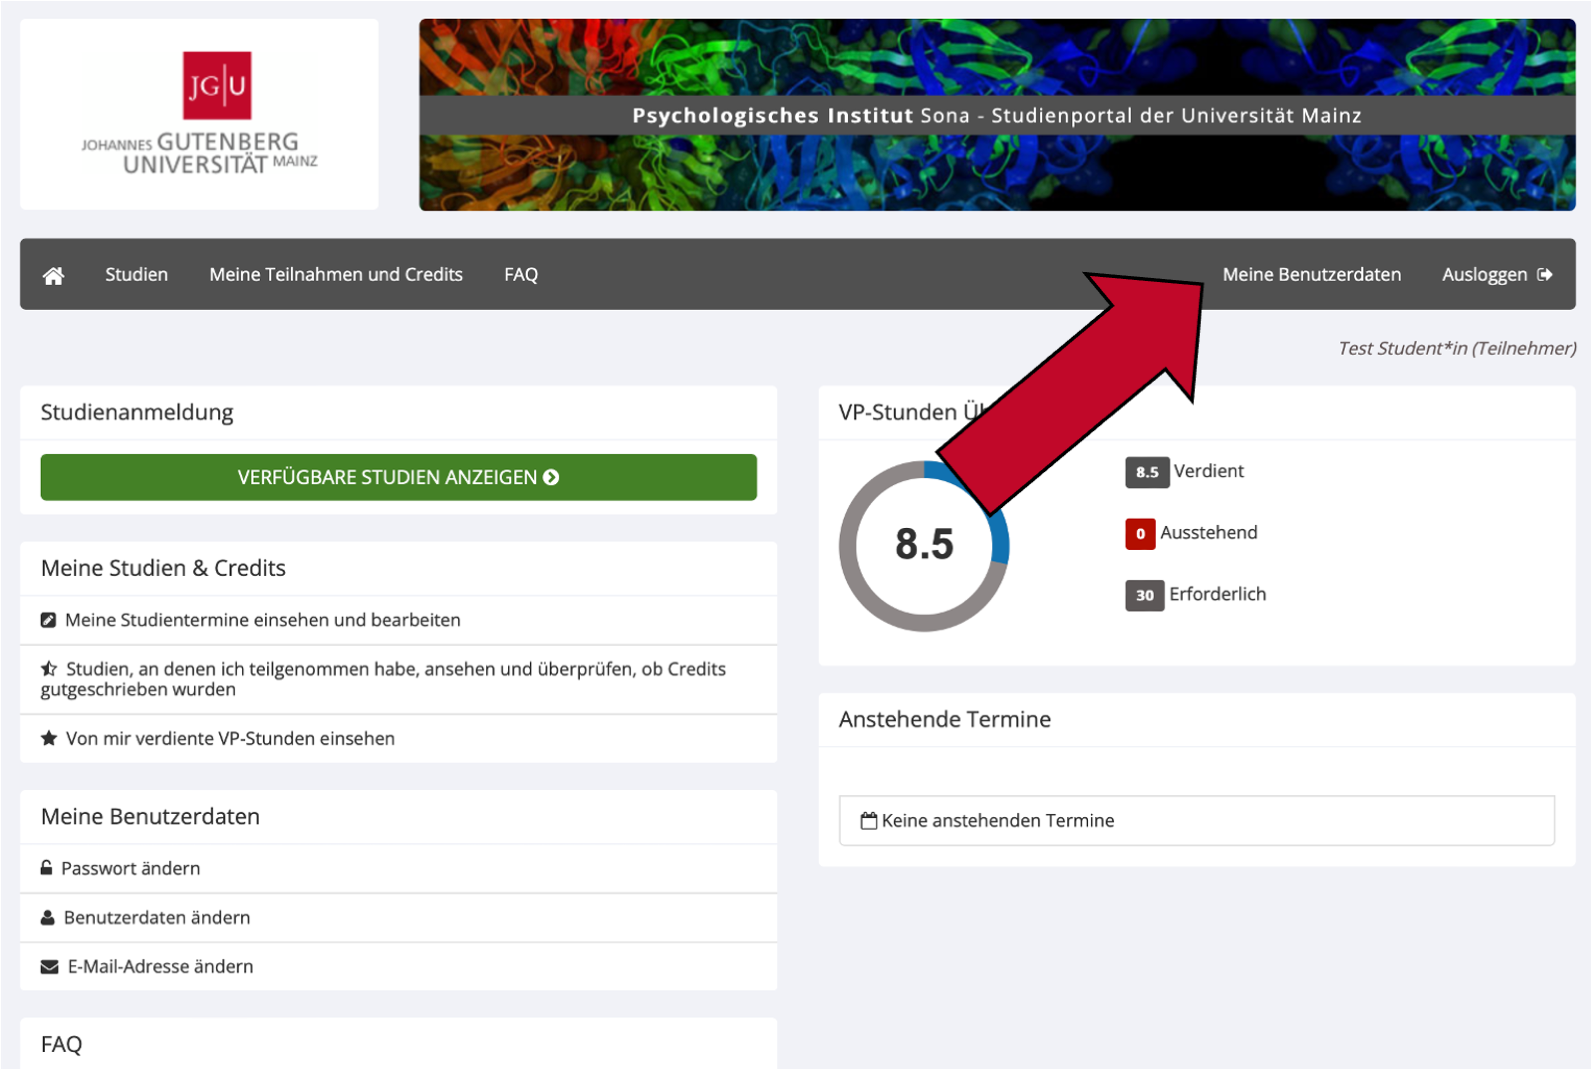 JG|U
JOHANNES GUTENBERG
UNIVERSITÄT MAINZ
Psychologisches Institut Sona - Studienportal der Universität Mainz
Studien
Meine Teilnahmen und Credits
FAQ
Meine Benutzerdaten
Ausloggen
Test Student*in (Teilnehmer)
Studienanmeldung
VERFÜGBARE STUDIEN ANZEIGEN
Meine Studien & Credits
Meine Studientermine einsehen und bearbeiten
Studien, an denen ich teilgenommen habe, ansehen und überprüfen, ob Credits
gutgeschrieben wurden
Von mir verdiente VP-Stunden einsehen
Meine Benutzerdaten
Passwort ändern
Benutzerdaten ändern
E-Mail-Adresse ändern
FAQ
VP-Stunden
8.5
8.5 Verdient
0 Ausstehend
30 Erforderlich
Anstehende Termine
Keine anstehenden Termine